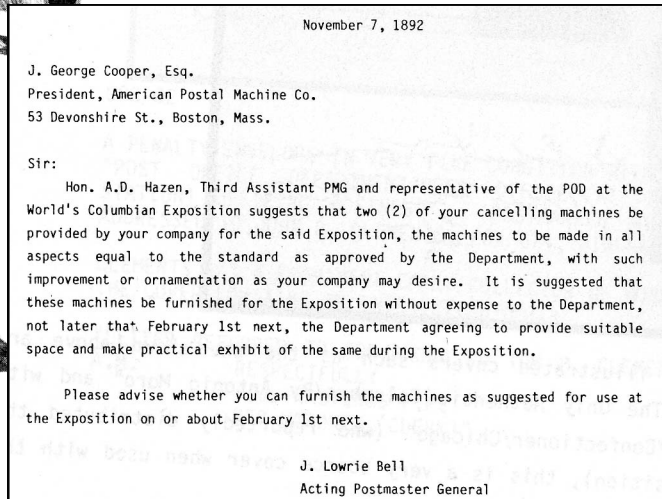 November 7, 1892
J. George Cooper, Esq.
President, American Postal Machine Co.
53 Devonshire St., Boston, Mass.
Sir:
Hon. A.D. Hazen, Third Assistant PMG and representative of the POD at the
World's Columbian Exposition suggests that two (2) of your cancelling machines be
provided by your company for the said Exposition, the machines to be made in all
aspects equal to the standard as approved by the Department, with such
improvement or ornamentation as your company may desire. It is suggested that
these machines be furnished for the Exposition without expense to the Department,
not later that February 1st next, the Department agreeing to provide suitable
space and make practical exhibit of the same during the Exposition.
Please advise whether you can furnish the machines as suggested for use at
the Exposition on or about February 1st next.
J. Lowrie Bell
Acting Postmaster General